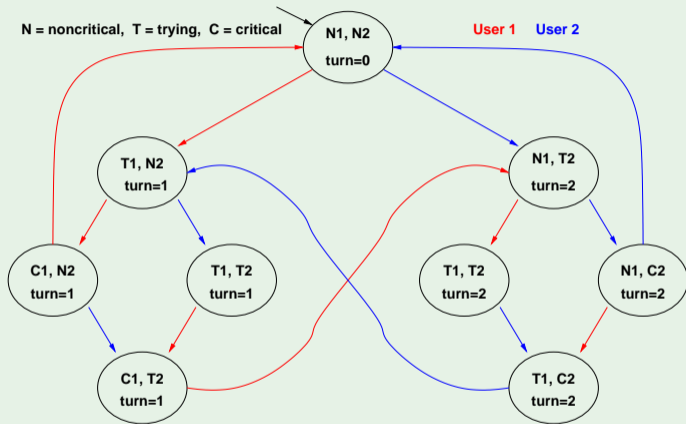 N = noncritical, T = trying, C = critical
N1, N2
turn=0
User 1 User 2
T1, N2
turn=1
N1, T2
turn=2
C1, N2
turn=1
T1, T2
turn=1
T1, T2
turn=2
N1, C2
turn=2
C1, T2
turn=1
T1, C2
turn=2